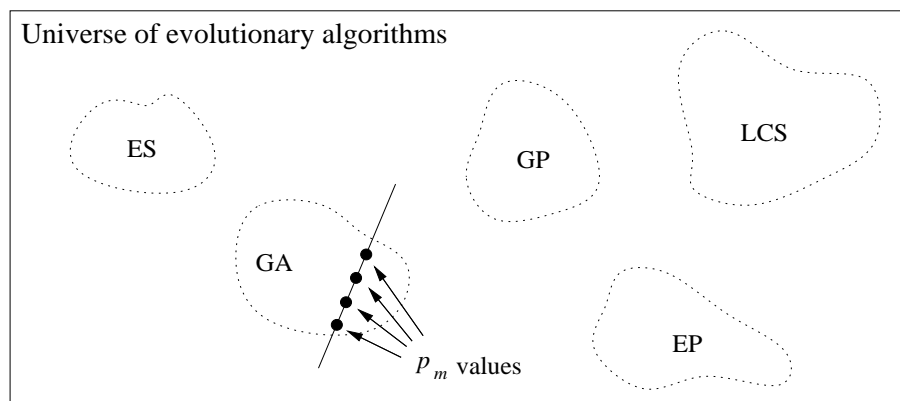 Universe of evolutionary algorithms
ES
GP
LCS
GA
EP
p m values